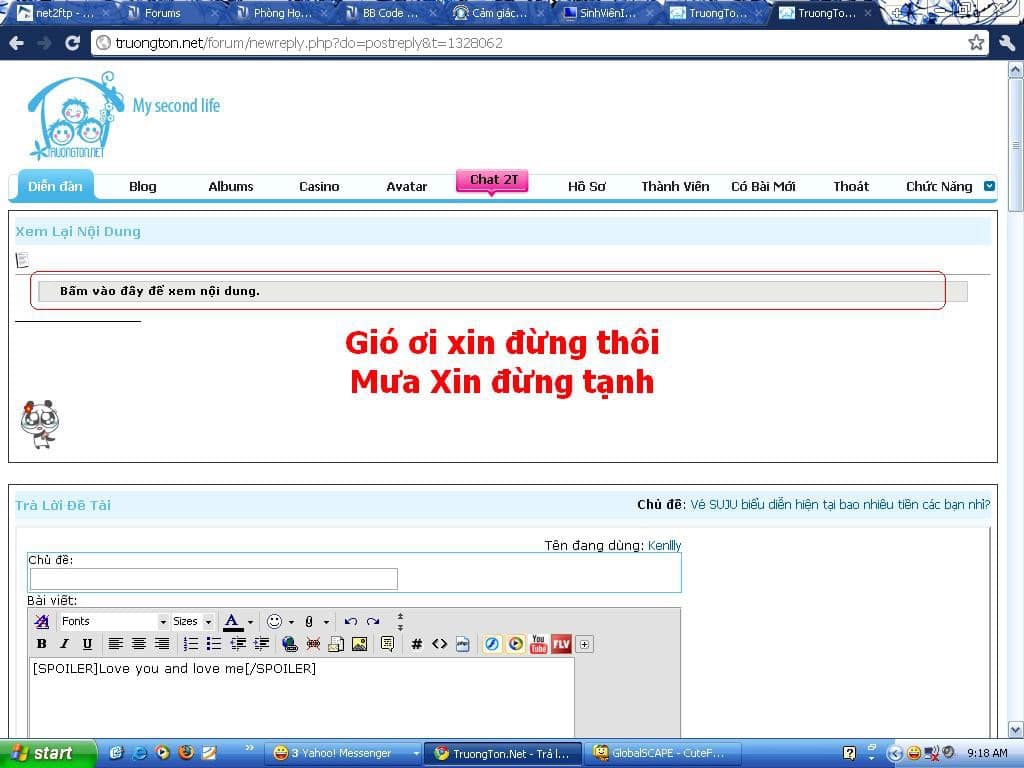 net2ftp - ...
Forums
Phòng Họ...
BB Code ...
Cảm giác...
SinhViênI...
TruongTo...
TruongTo...
truongton.net/forum/newreply.php?do=postreply&t=1328062
My second life
TRUONGTON.NET
Diễn đàn
Blog
Albums
Casino
Avatar
Chat 2T
Hồ Sơ
Thành Viên
Có Bài Mới
Thoát
Chức Năng
Xem Lại Nội Dung
Bấm vào đây để xem nội dung.
Gió ơi xin đừng thôi
Mưa Xin đừng tạnh
Trả Lời Đề Tài
Chủ đề: Vé SUJU biểu diễn hiện tại bao nhiêu tiền các bạn nhỉ?
Tên đang dùng: Kenllly
Chủ đề:
Bài viết:
Fonts
Sizes
A
B I U
You
Tube
FLV
[SPOILER]Love you and love me[/SPOILER]
start
3 Yahoo! Messenger
TruongTon.Net - Trả l...
GlobalSCAPE - CuteF...
9:18 AM